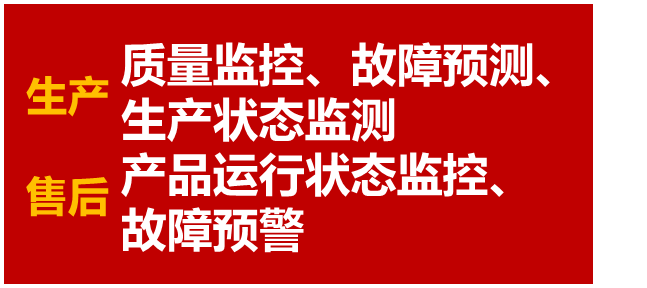 生产
质量监控、故障预测、
生产状态监测
售后
产品运行状态监控、
故障预警